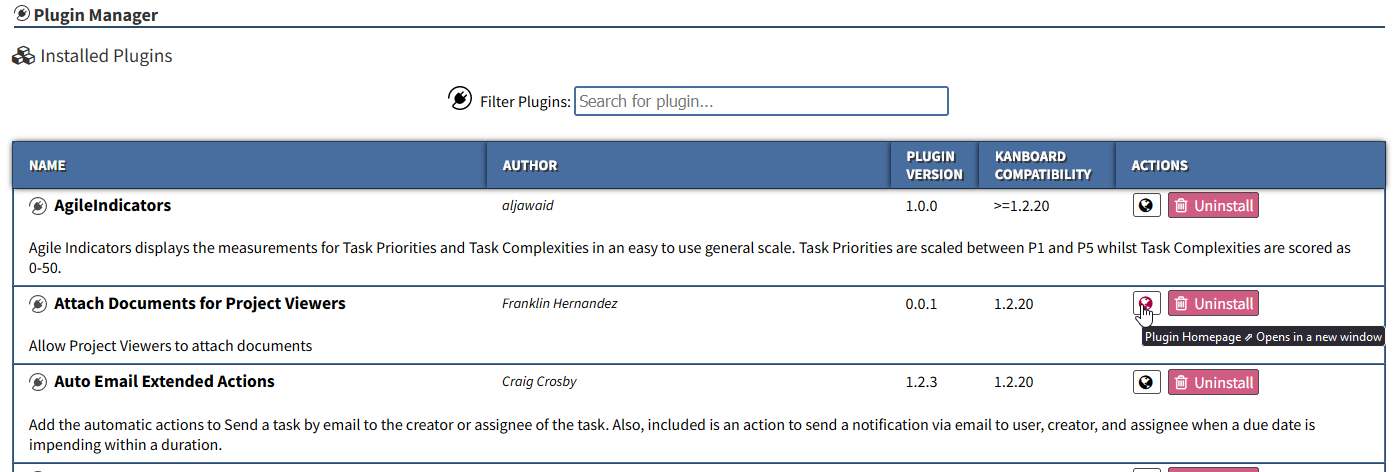 Plugin Manager
Installed Plugins
Filter Plugins: Search for plugin...
NAME AUTHOR PLUGIN VERSION KANBOARD COMPATIBILITY ACTIONS
AgileIndicators aljawaid 1.0.0 >=1.2.20 Uninstall
Agile Indicators displays the measurements for Task Priorities and Task Complexities in an easy to use general scale. Task Priorities are scaled between P1 and P5 whilst Task Complexities are scored as
0-50.
Attach Documents for Project Viewers Franklin Hernandez 0.0.1 1.2.20 Uninstall
Plugin Homepage ⇗ Opens in a new window
Allow Project Viewers to attach documents
Auto Email Extended Actions Craig Crosby 1.2.3 1.2.20 Uninstall
Add the automatic actions to Send a task by email to the creator or assignee of the task. Also, included is an action to send a notification via email to user, creator, and assignee when a due date is
impending within a duration.